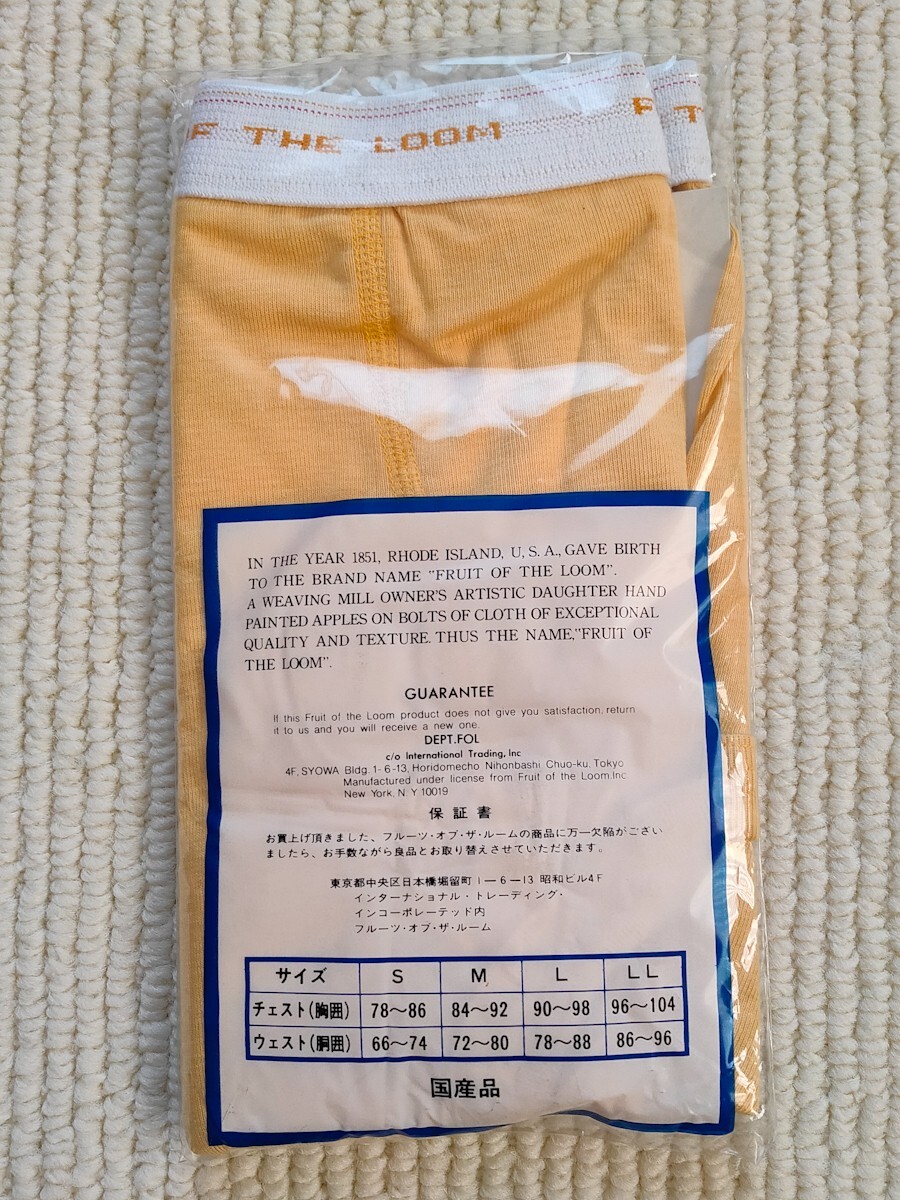 F THE LOOM
F T
IN THE YEAR 1851, RHODE ISLAND, U, S. A., GAVE BIRTH
TO THE BRAND NAME "FRUIT OF THE LOOM".
A WEAVING MILL OWNER'S ARTISTIC DAUGHTER HAND
PAINTED APPLES ON BOLTS OF CLOTH OF EXCEPTIONAL
QUALITY AND TEXTURE. THUS THE NAME,"FRUIT OF
THE LOOM".
GUARANTEE
If this Fruit of the Loom product does not give you satisfaction, return
it to us and you will receive a new one.
DEPT.FOL
c/o International Trading, Inc
4F, SYOWA Bldg. 1-6-13, Horidomecho Nihonbashi Chuo-ku, Tokyo
Manufactured under license from Fruit of the Loom.Inc
New York. N.Y 10019
保証書
お買上げ頂きました、フルーツ・オブ・ザ・ルームの商品に万一欠陥がござい
ましたら、お手数ながら良品とお取り替えさせていただきます。
東京都中央区日本橋堀留町1-6-13 昭和ビル4F
インターナショナル・トレーディング・
インコーポレーテッド内
フルーツ・オブ・ザ・ルーム
サイズ S M L LL
チェスト(胸囲) 78〜86 84〜92 90〜98 96〜104
ウェスト(胴囲) 66〜74 72〜80 78〜88 86〜96
国産品